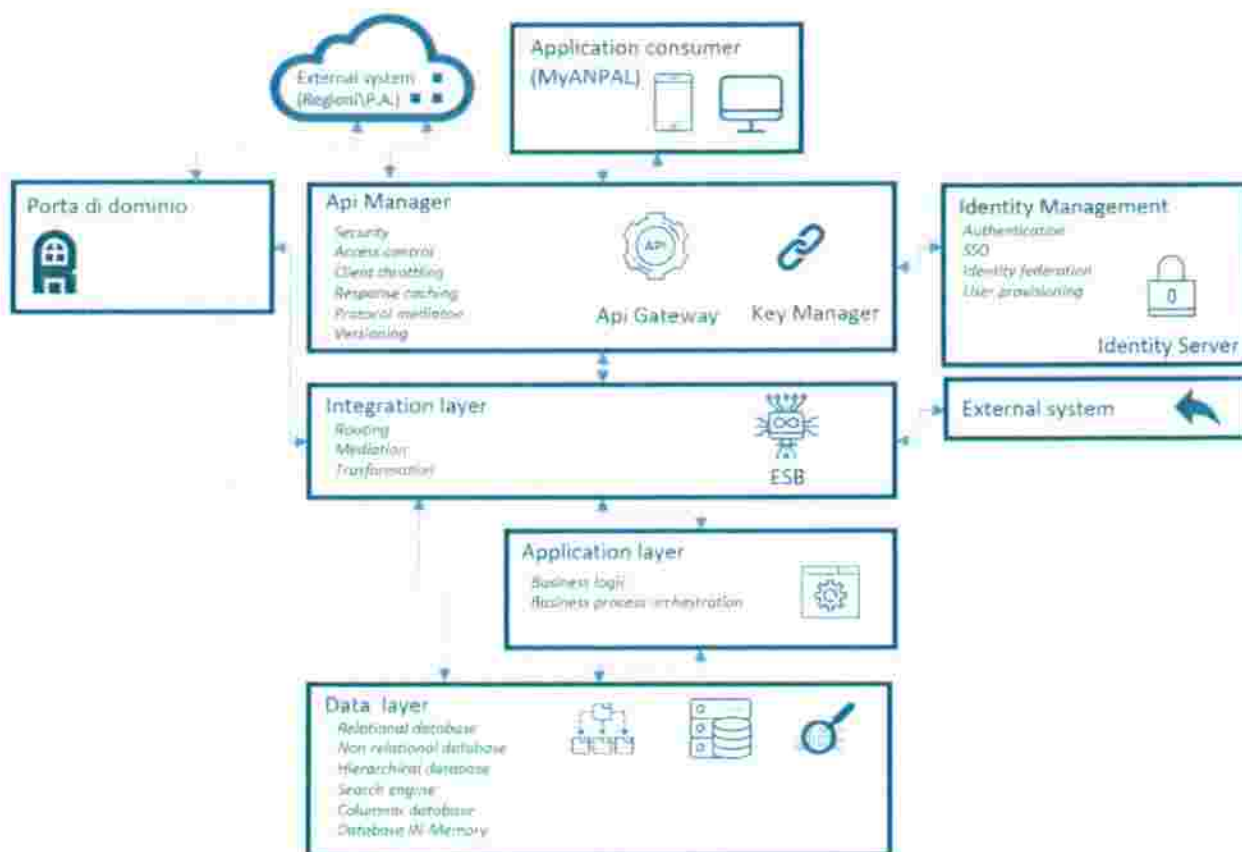 External system
(Regioni\P.A.)
Application consumer
(MyANPAL)
Porta di dominio
Api Manager
Security
Access control
Client throttling
Response caching
Protocol mediation
Versioning
API
Api Gateway
Key Manager
Identity Management
Authentication
SSO
Identity federation
User provisioning
0
Identity Server
Integration layer
Routing
Mediation
Trasformation
ESB
External system
Application layer
Business logic
Business process orchestration
Data layer
Relational database
Non relational database
Hierarchical database
Search engine
Columnar database
Database IN-Memory